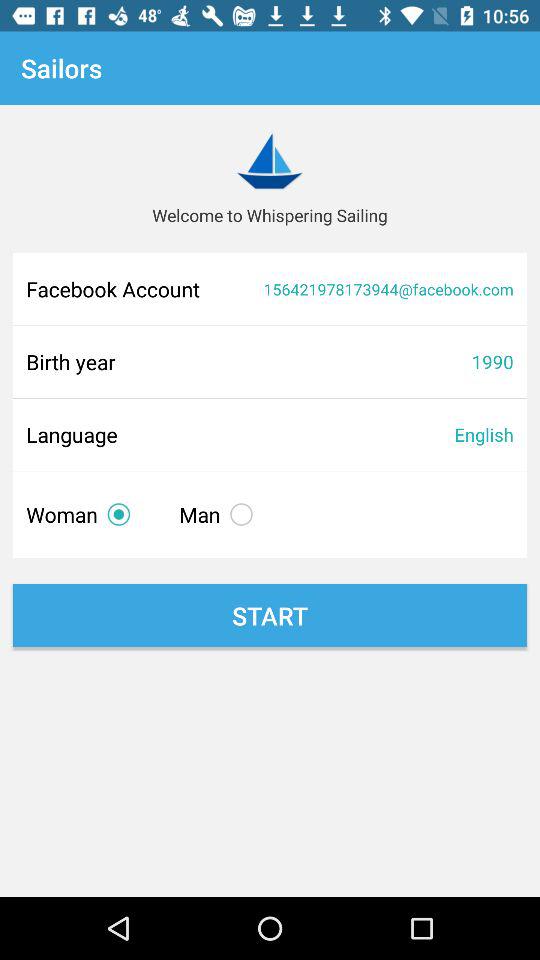 48° 10:56
Sailors
Welcome to Whispering Sailing
Facebook Account 156421978173944@facebook.com
Birth year 1990
Language English
Woman Man
START